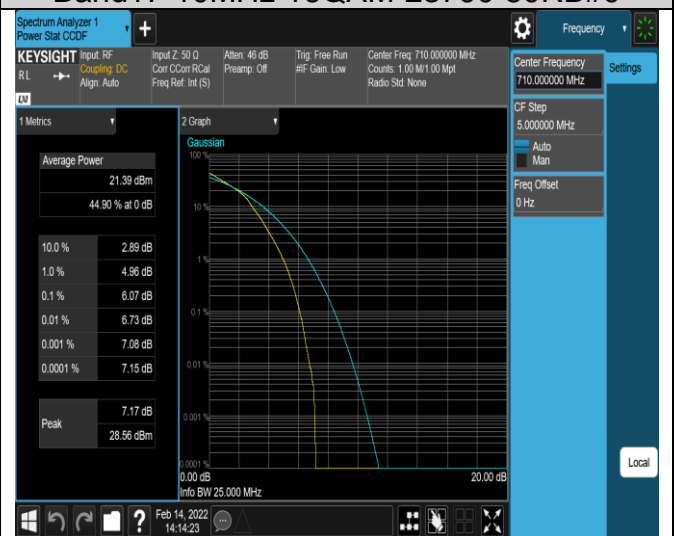 Spectrum Analyzer 1
Power Stat CCDF
Frequency
KEYSIGHT
R L
LXI
Input: RF
Coupling: DC
Align: Auto
Input Z: 50 Ω
Corr CCorr RCal
Freq Ref: Int (S)
Atten: 46 dB
Preamp: Off
Trig: Free Run
#IF Gain: Low
Center Freq: 710.000000 MHz
Counts: 1.00 M/1.00 Mpt
Radio Std: None
Center Frequency
710.000000 MHz
Settings
CF Step
5.000000 MHz
Auto
Man
Freq Offset
0 Hz
1 Metrics
Average Power
21.39 dBm
44.90 % at 0 dB
10.0 % 2.89 dB
1.0 % 4.96 dB
0.1 % 6.07 dB
0.01 % 6.73 dB
0.001 % 7.08 dB
0.0001 % 7.15 dB
Peak
7.17 dB
28.56 dBm
2 Graph
Gaussian
100 %
10 %
1 %
0.1 %
0.01 %
0.001 %
0.0001 %
0.00 dB 20.00 dB
Info BW 25.000 MHz
Local
?
Feb 14, 2022
14:14:23